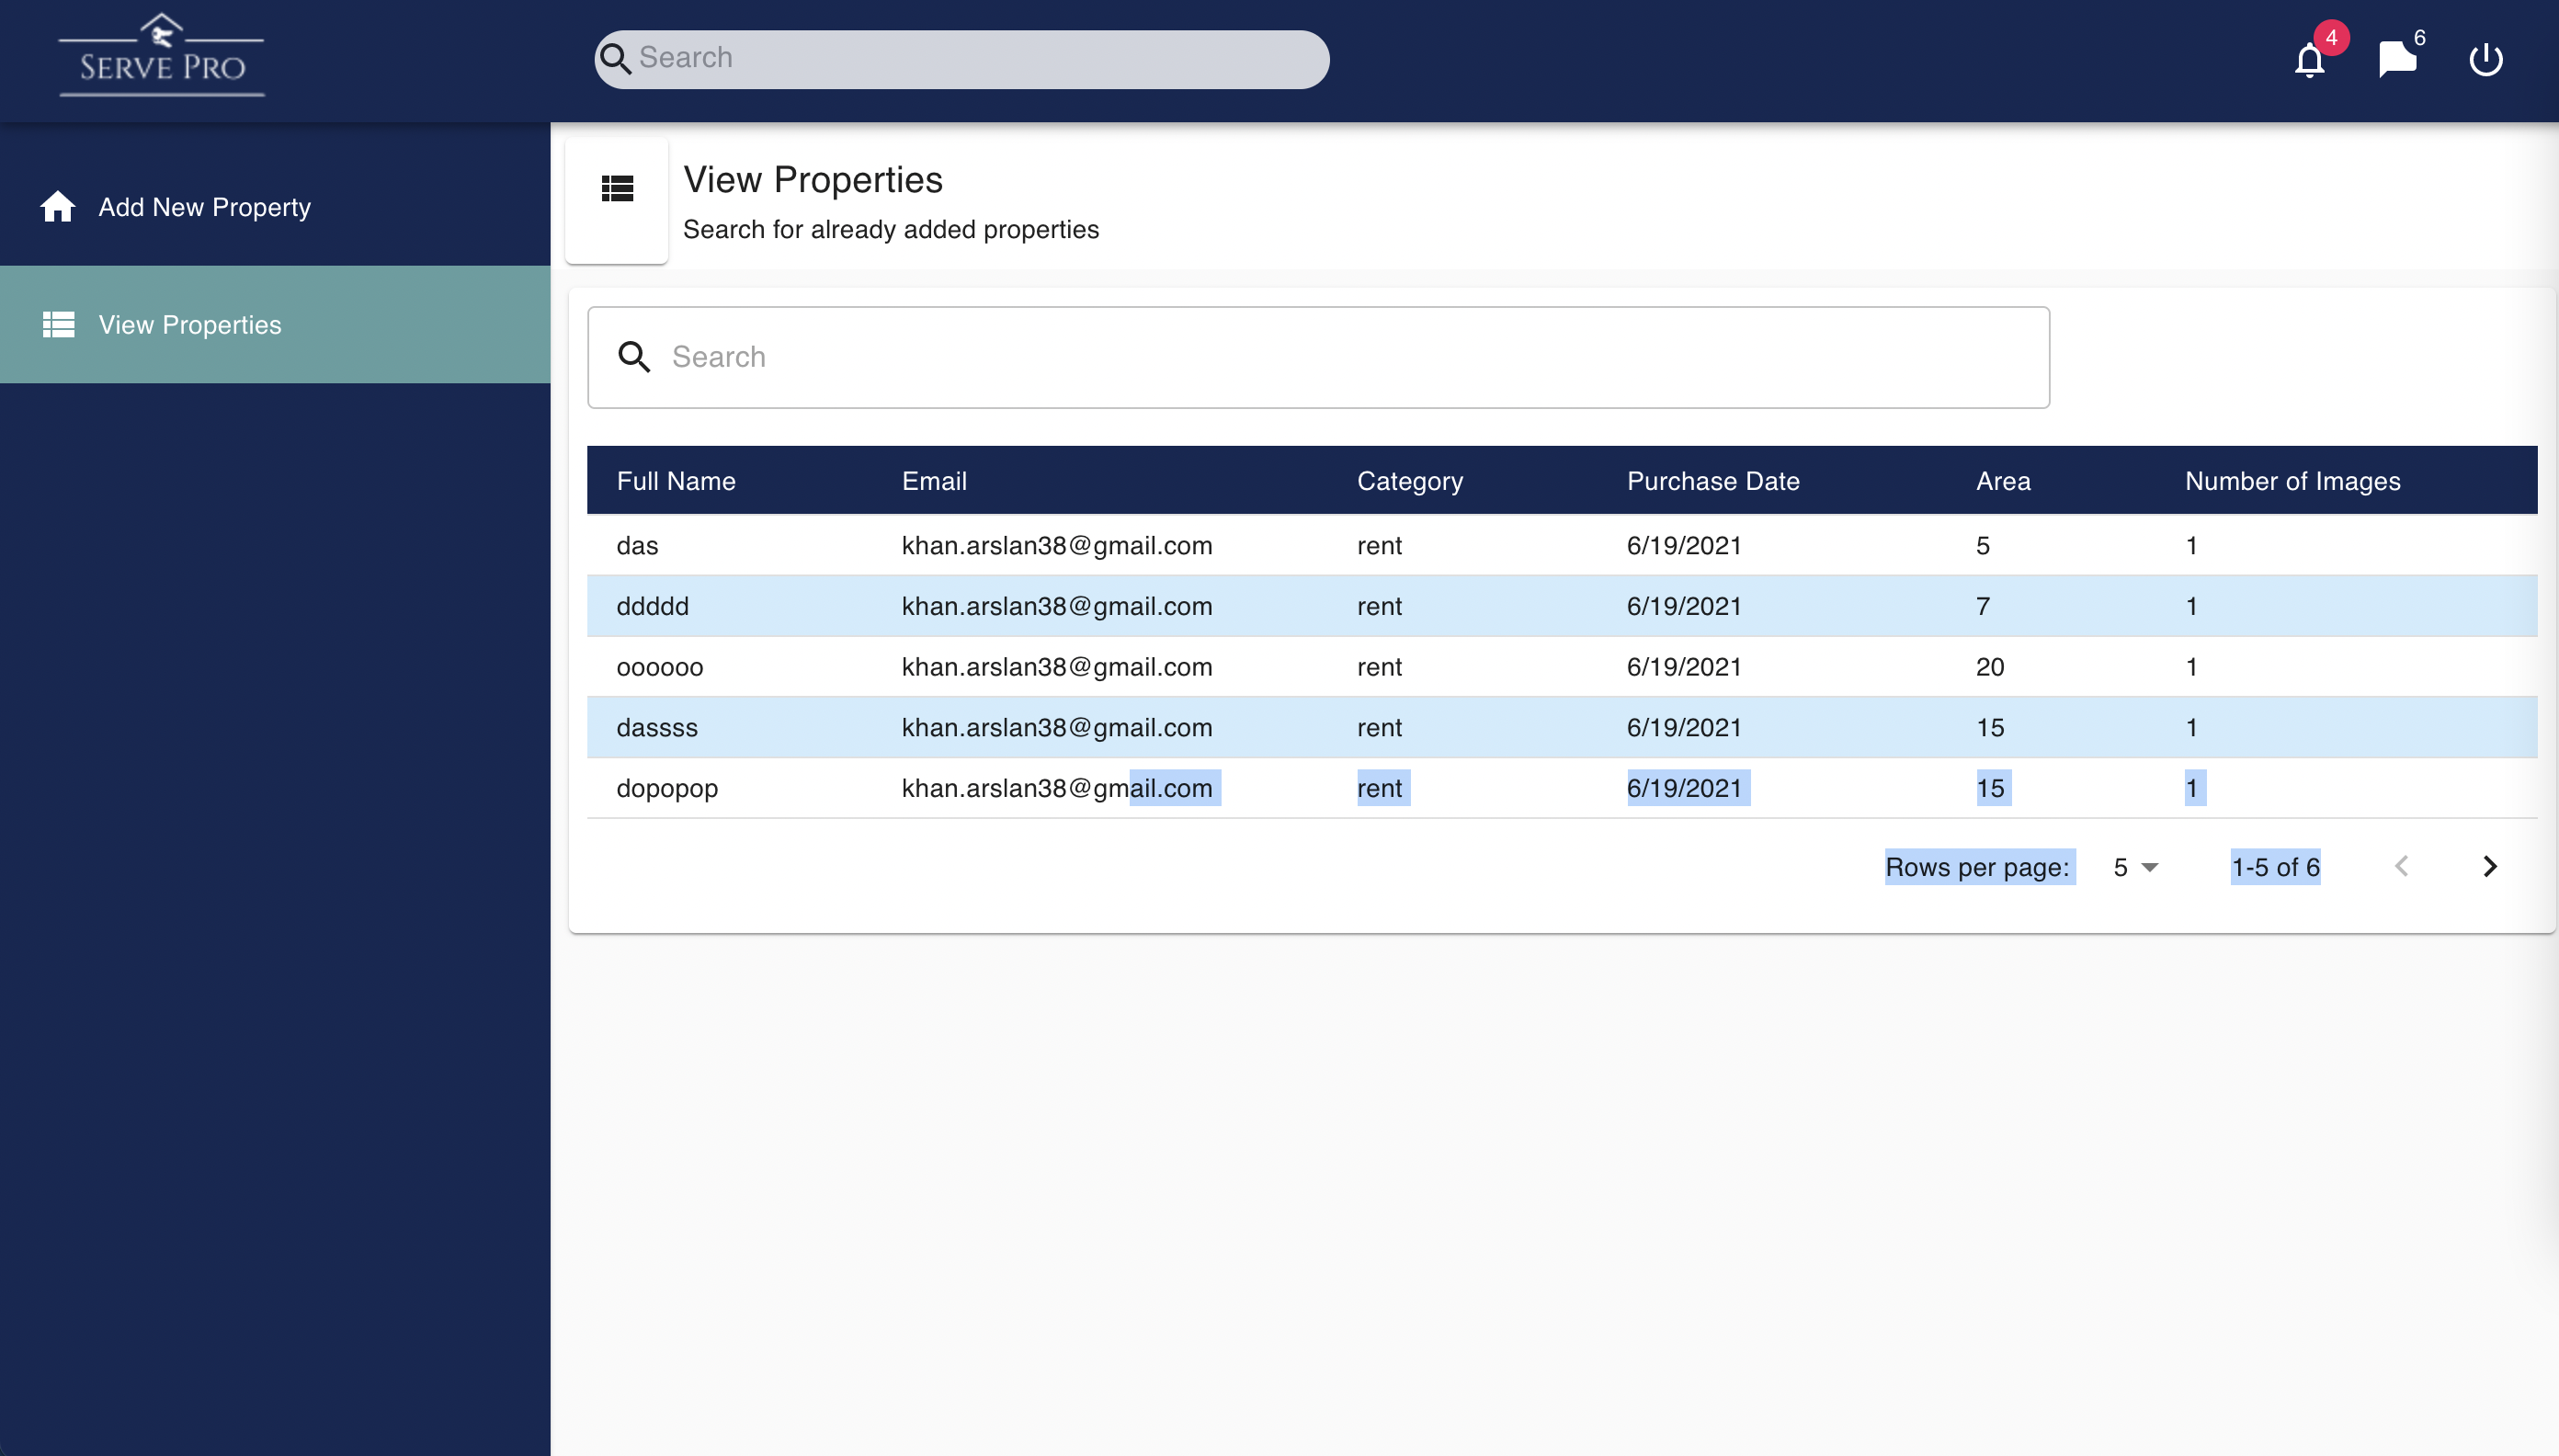 SERVE PRO
Search
4
6
Add New Property
View Properties
View Properties
Search for already added properties
Search
Full Name Email Category Purchase Date Area Number of Images
das khan.arslan38@gmail.com rent 6/19/2021 5 1
ddddd khan.arslan38@gmail.com rent 6/19/2021 7 1
oooooo khan.arslan38@gmail.com rent 6/19/2021 20 1
dassss khan.arslan38@gmail.com rent 6/19/2021 15 1
dopopop khan.arslan38@gmail.com rent 6/19/2021 15 1
Rows per page: 5 1-5 of 6